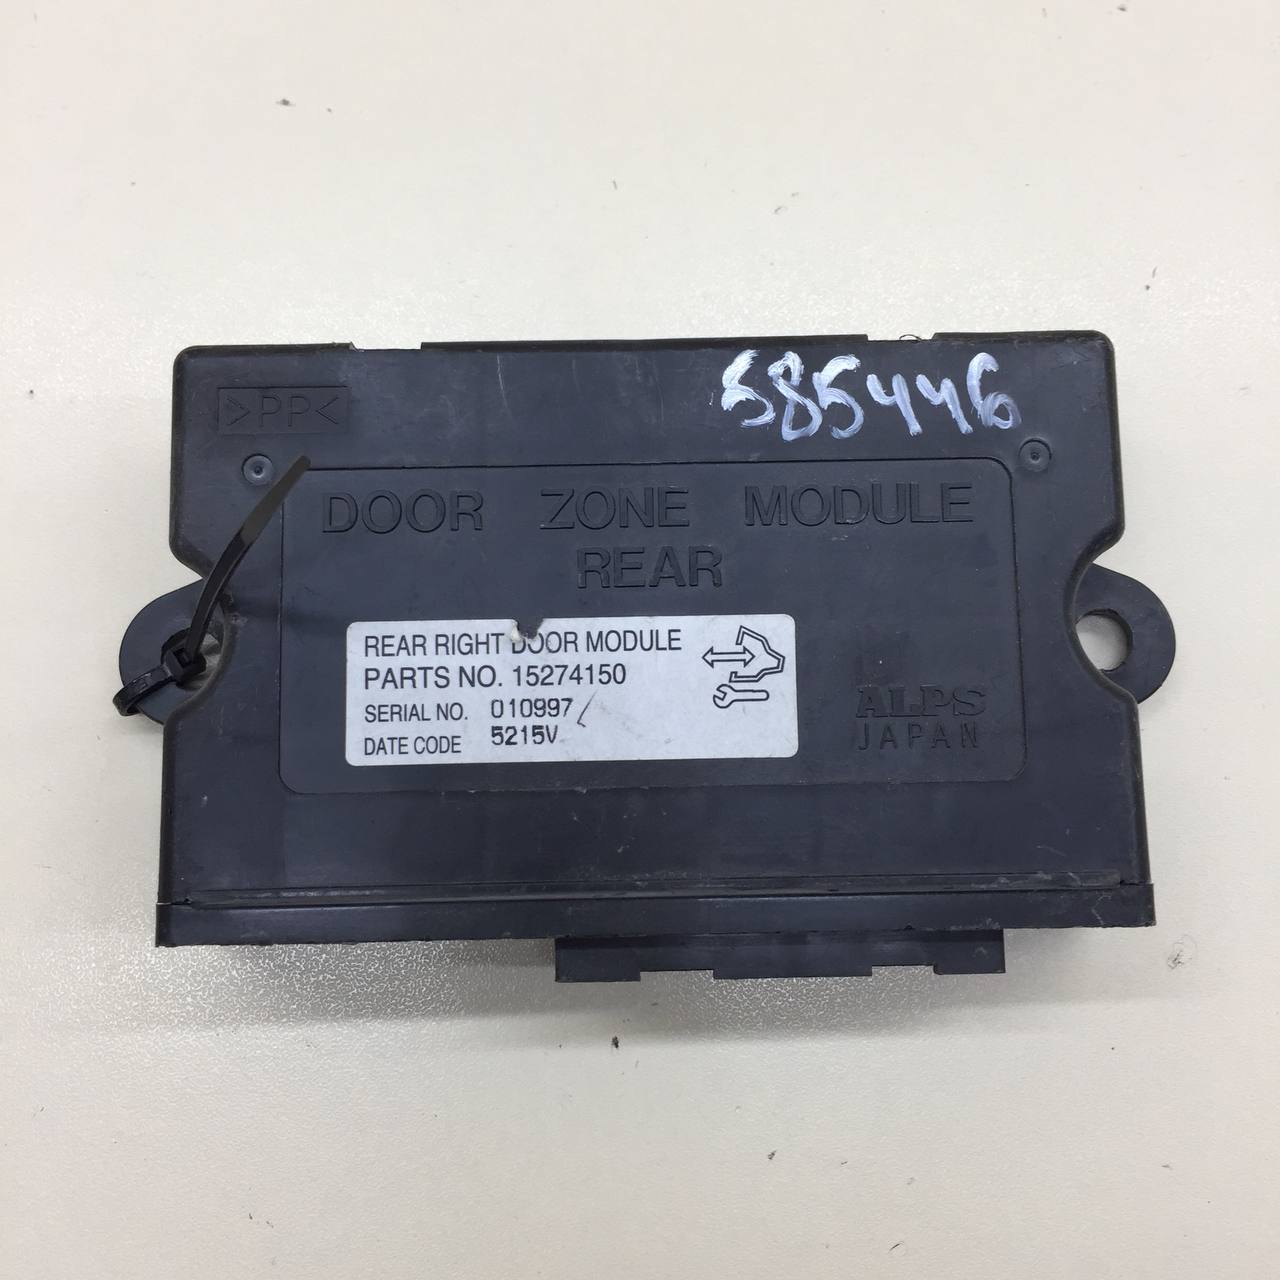 585446
>PP<
DOOR ZONE MODULE
REAR
REAR RIGHT DOOR MODULE
PARTS NO. 15274150
SERIAL NO. 010997
DATE CODE 5215V
ALPS
JAPAN